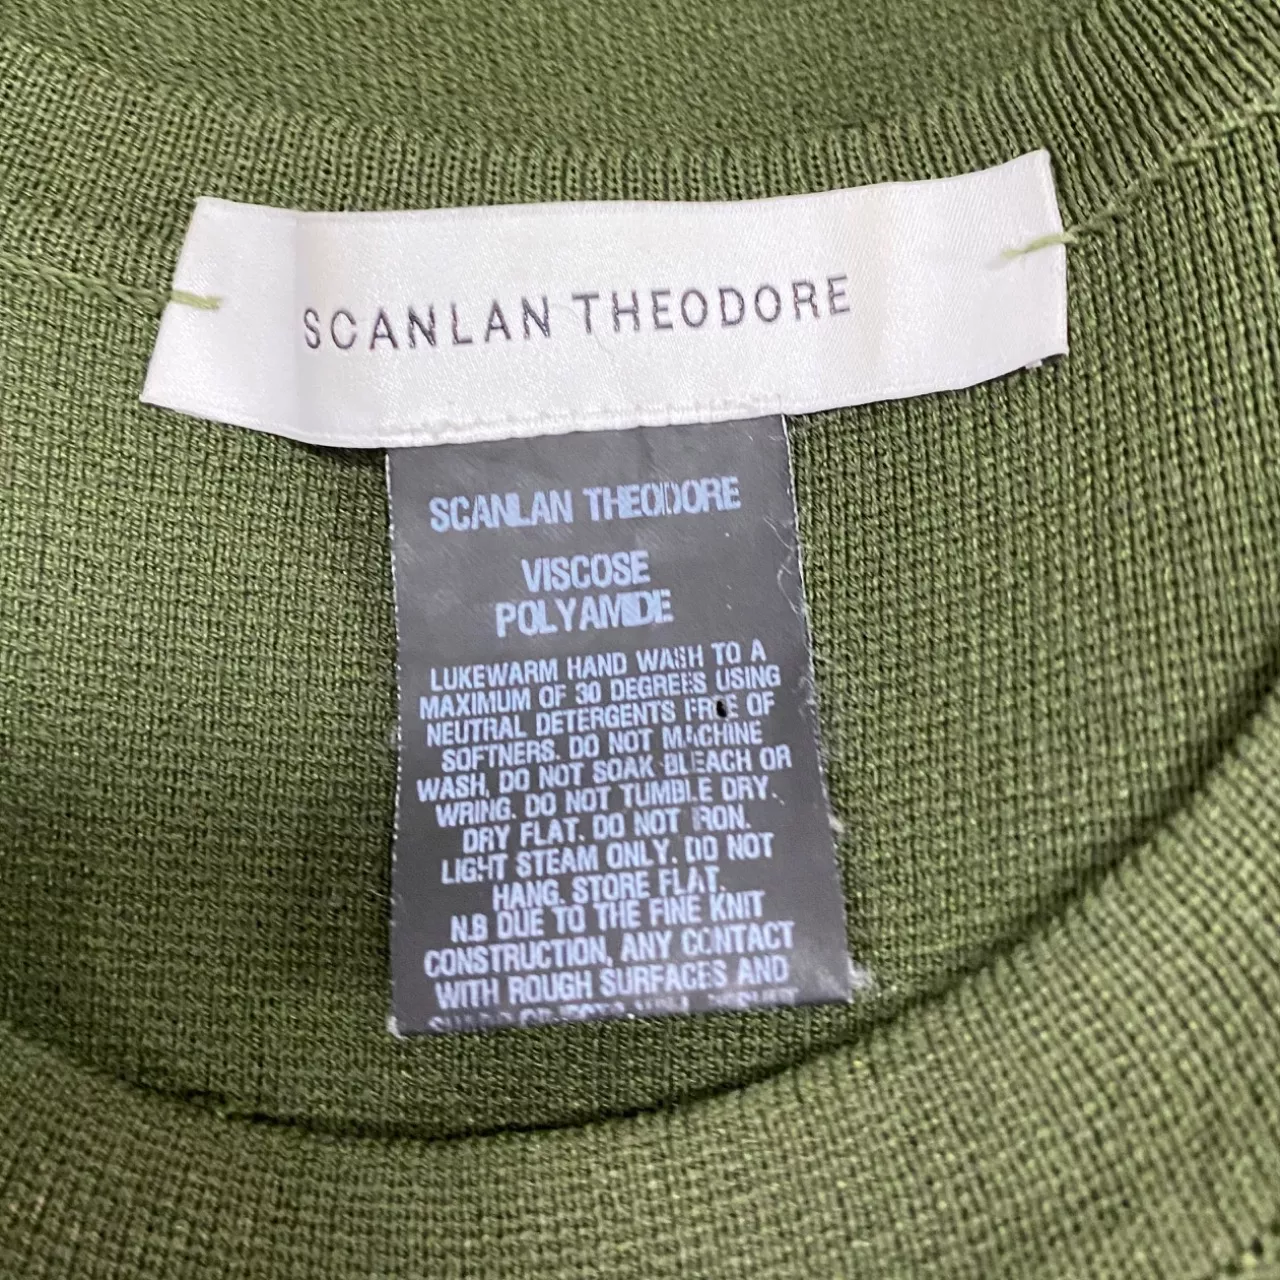 SCANLAN THEODORE
SCANLAN THEODORE
VISCOSE
POLYAMIDE
LUKEWARM HAND WASH TO A
MAXIMUM OF 30 DEGREES USING
NEUTRAL DETERGENTS FREE OF
SOFTNERS. DO NOT MACHINE
WASH, DO NOT SOAK BLEACH OR
WRING. DO NOT TUMBLE DRY.
DRY FLAT. DO NOT IRON.
LIGHT STEAM ONLY. DO NOT
HANG. STORE FLAT.
N.B DUE TO THE FINE KNIT
CONSTRUCTION, ANY CONTACT
WITH ROUGH SURFACES AND